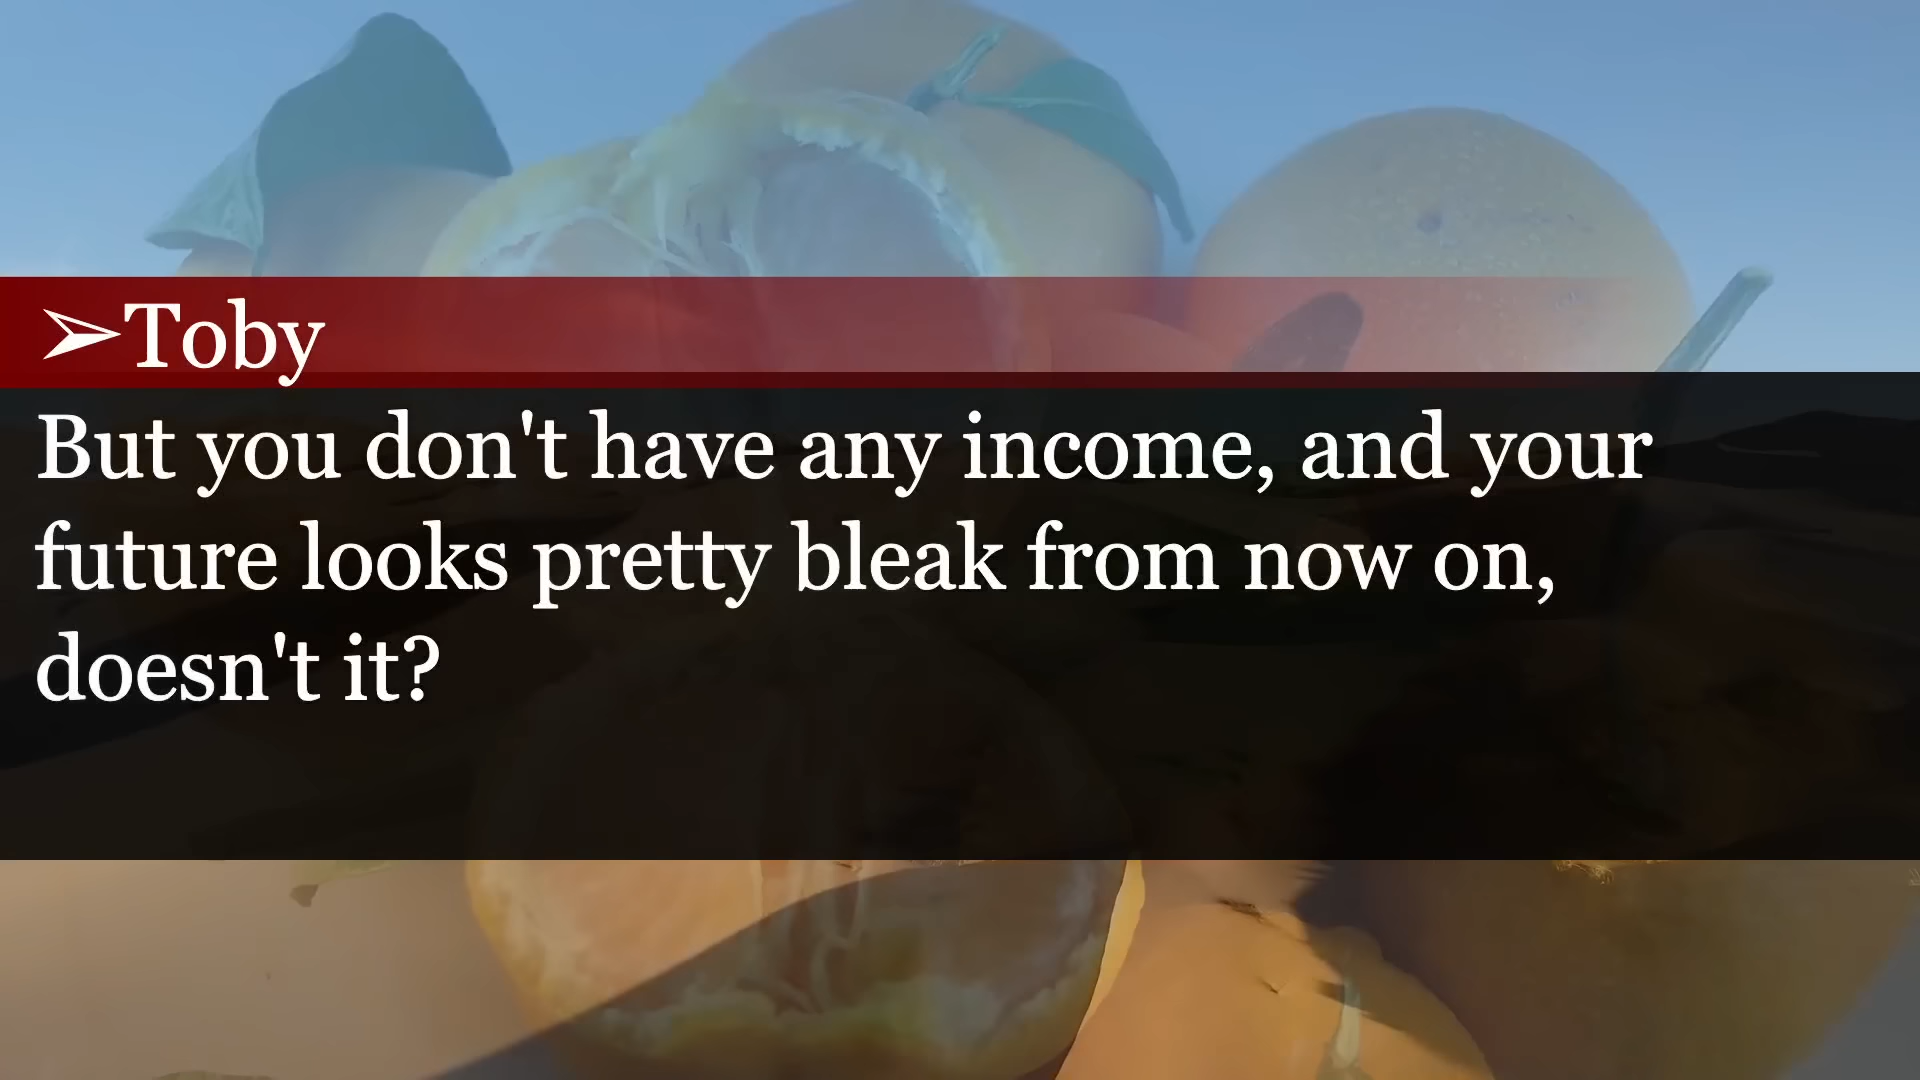 ➢Toby
But you don't have any income, and your
future looks pretty bleak from now on,
doesn't it?